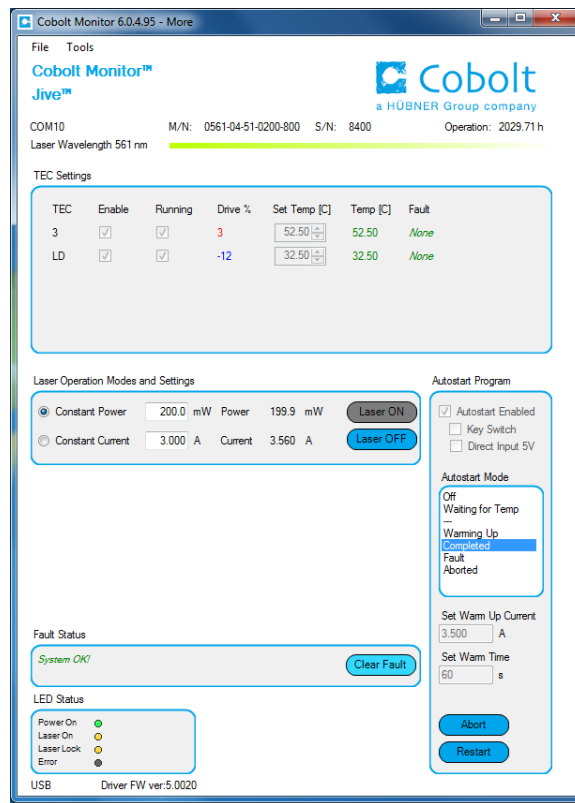 Cobolt Monitor 6.0.4.95 - More
File Tools
Cobolt Monitor™
Jive™
Cobolt
a HÜBNER Group company
COM10 M/N: 0561-04-51-0200-800 S/N: 8400 Operation: 2029.71 h
Laser Wavelength 561 nm
TEC Settings
TEC Enable Running Drive % Set Temp [C] Temp [C] Fault
3 3 52.50 52.50 None
LD -12 32.50 32.50 None
Laser Operation Modes and Settings
Constant Power 200.0 mW Power 199.9 mW Laser ON
Constant Current 3.000 A Current 3.560 A Laser OFF
Autostart Program
Autostart Enabled
Key Switch
Direct Input 5V
Autostart Mode
Off
Waiting for Temp
---
Warming Up
Completed
Fault
Aborted
Set Warm Up Current
3.500 A
Set Warm Time
60 s
Abort
Restart
Fault Status
System OK!
Clear Fault
LED Status
Power On
Laser On
Laser Lock
Error
USB Driver FW ver:5.0020